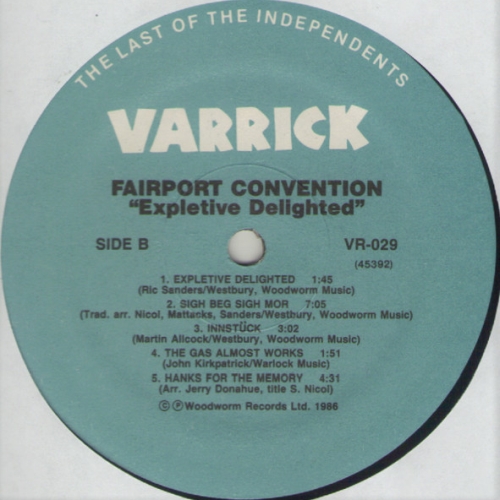 THE LAST OF THE INDEPENDENTS
VARRICK
FAIRPORT CONVENTION
"Expletive Delighted"
SIDE B VR-029
(45392)
1. EXPLETIVE DELIGHTED 1:45
(Ric Sanders/Westbury, Woodworm Music)
2. SIGH BEG SIGH MOR 7:05
(Trad. arr. Nicol, Mattacks, Sanders/Westbury, Woodworm Music)
3. INNSTÜCK 3:02
(Martin Allcock/Westbury, Woodworm Music)
4. THE GAS ALMOST WORKS 1:51
(John Kirkpatrick/Warlock Music)
5. HANKS FOR THE MEMORY 4:31
(Arr. Jerry Donahue, title S. Nicol)
© ℗ Woodworm Records Ltd. 1986